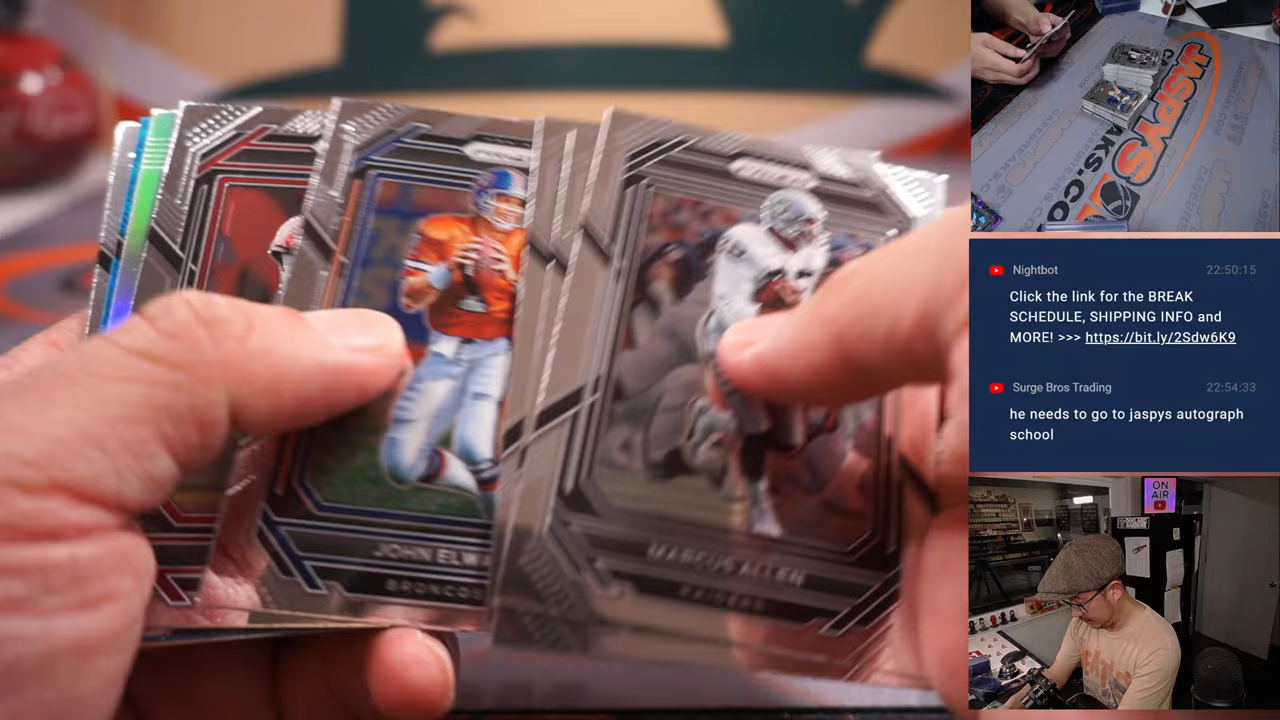 JOHN ELWA
BRONCOS
MARCUS ALLEN
RAIDERS
JASPYS
Nightbot
22:50:15
Click the link for the BREAK
SCHEDULE, SHIPPING INFO and
MORE! >>> https://bit.ly/2Sdw6K9
Surge Bros Trading
22:54:33
he needs to go to jaspys autograph
school
ON
AIR